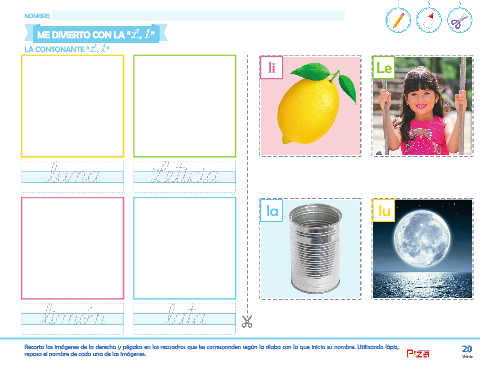 NOMBRE:
ME DIVIERTO CON LA "L, l"
LA CONSONANTE "L, l"
li
Le
luna
Leticia
la
lu
limón
lata
Recorta las imágenes de la derecha y pégalas en los recuadros que les corresponden según la sílaba con la que inicia su nombre. Utilizando lápiz,
repasa el nombre de cada una de las imágenes.
20